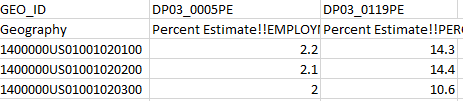 GEO_ID DP03_0005PE DP03_0119PE
Geography Percent Estimate!!EMPLOYM Percent Estimate!!PERC
1400000US01001020100 2.2 14.3
1400000US01001020200 2.1 14.4
1400000US01001020300 2 10.6